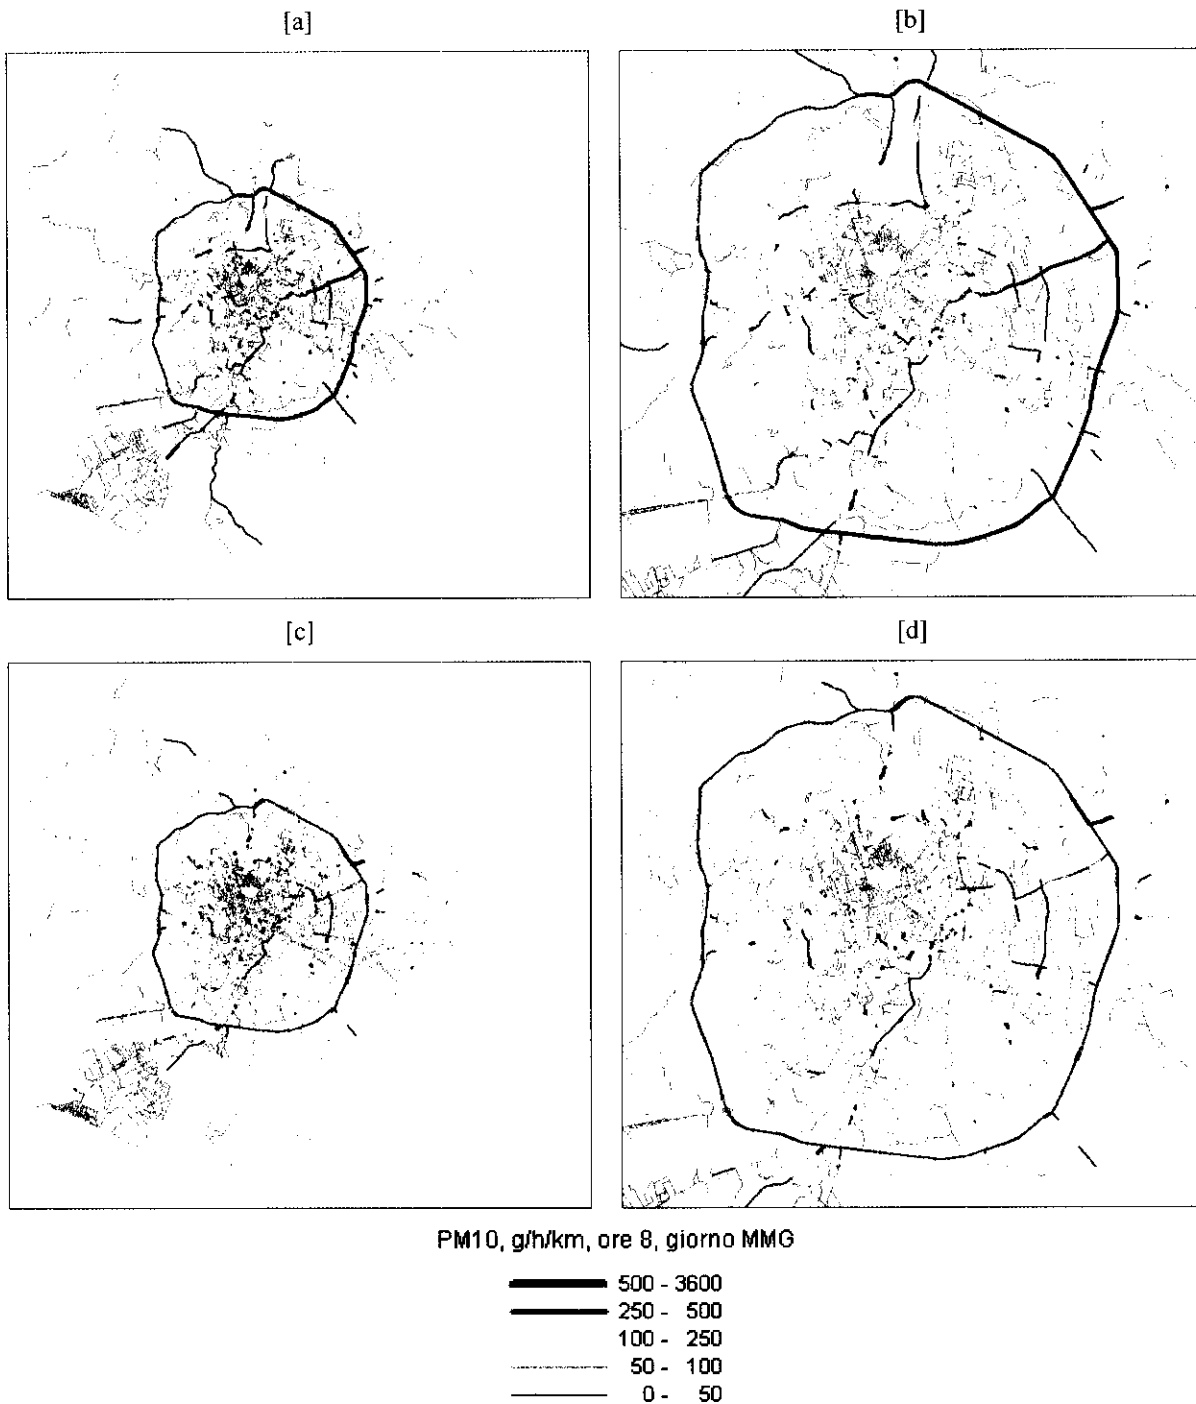 [a]
[b]
[c]
[d]
PM10, g/h/km, ore 8, giorno MMG
500 - 3600
250 - 500
100 - 250
50 - 100
0 - 50